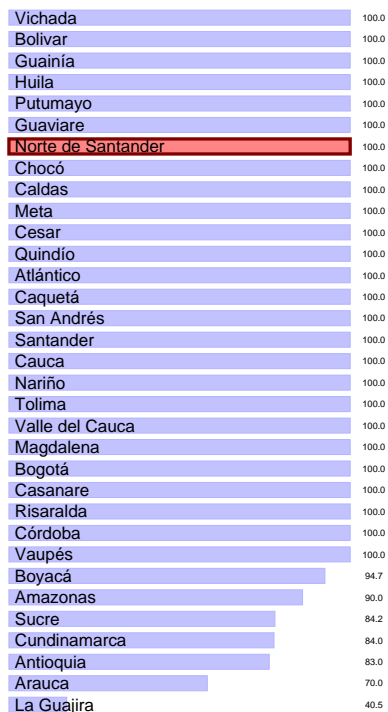 Vichada 100.0
Bolivar 100.0
Guainía 100.0
Huila 100.0
Putumayo 100.0
Guaviare 100.0
Norte de Santander 100.0
Chocó 100.0
Caldas 100.0
Meta 100.0
Cesar 100.0
Quindío 100.0
Atlántico 100.0
Caquetá 100.0
San Andrés 100.0
Santander 100.0
Cauca 100.0
Nariño 100.0
Tolima 100.0
Valle del Cauca 100.0
Magdalena 100.0
Bogotá 100.0
Casanare 100.0
Risaralda 100.0
Córdoba 100.0
Vaupés 100.0
Boyacá 94.7
Amazonas 90.0
Sucre 84.2
Cundinamarca 84.0
Antioquia 83.0
Arauca 70.0
La Guajira 40.5